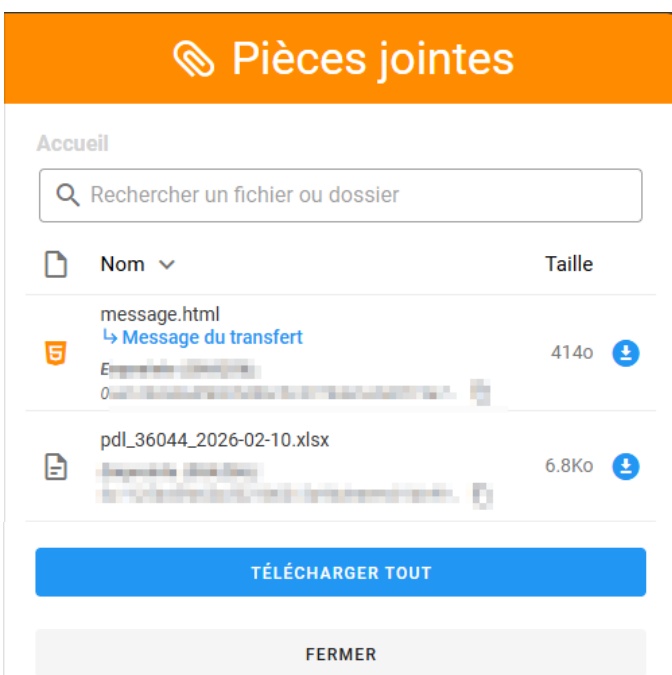 Pièces jointes
Accueil
Rechercher un fichier ou dossier
Nom Taille
message.html
Message du transfert
414o
pdl_36044_2026-02-10.xlsx
6.8Ko
TÉLÉCHARGER TOUT
FERMER